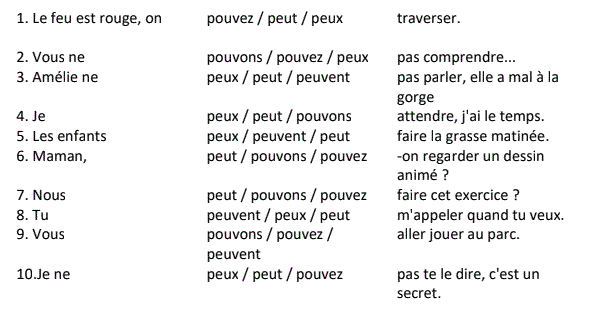 1. Le feu est rouge, on pouvez / peut / peux traverser.
2. Vous ne pouvons / pouvez / peux pas comprendre...
3. Amélie ne peux / peut / peuvent pas parler, elle a mal à la
gorge
4. Je peux / peut / pouvons attendre, j'ai le temps.
5. Les enfants peux / peuvent / peut faire la grasse matinée.
6. Maman, peut / pouvons / pouvez -on regarder un dessin
animé ?
7. Nous peut / pouvons / pouvez faire cet exercice ?
8. Tu peuvent / peux / peut m'appeler quand tu veux.
9. Vous pouvons / pouvez / aller jouer au parc.
peuvent
10.Je ne peux / peut / pouvez pas te le dire, c'est un
secret.